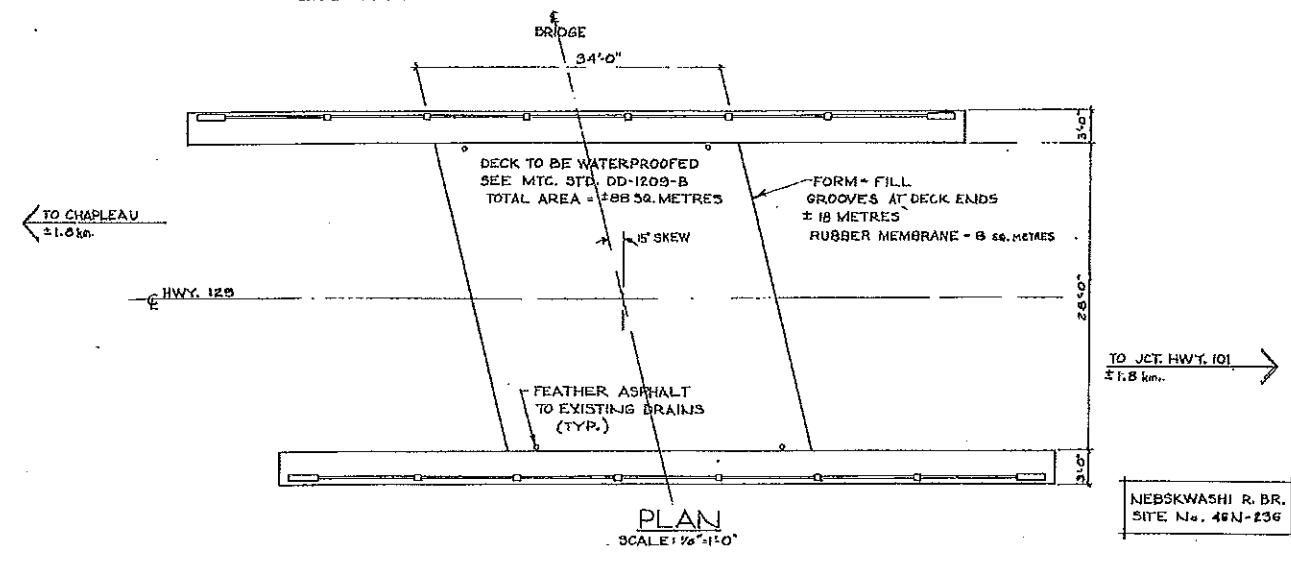 ℄
BRIDGE
34'-0"
3'-0"
DECK TO BE WATERPROOFED
SEE MTC. STD. DD-1209-B
TOTAL AREA = ±88 SQ. METRES
FORM & FILL
GROOVES AT DECK ENDS
± 18 METRES
RUBBER MEMBRANE - 8 SQ. METRES
TO CHAPLEAU
±1.8 km.
15° SKEW
℄ HWY. 129
28'-0"
TO JCT. HWY. 101
±1.8 km.
FEATHER ASPHALT
TO EXISTING DRAINS
(TYP.)
3'-0"
PLAN
SCALE: 1/8"=1'-0"
NEBSKWASHI R. BR.
SITE No. 46N-236